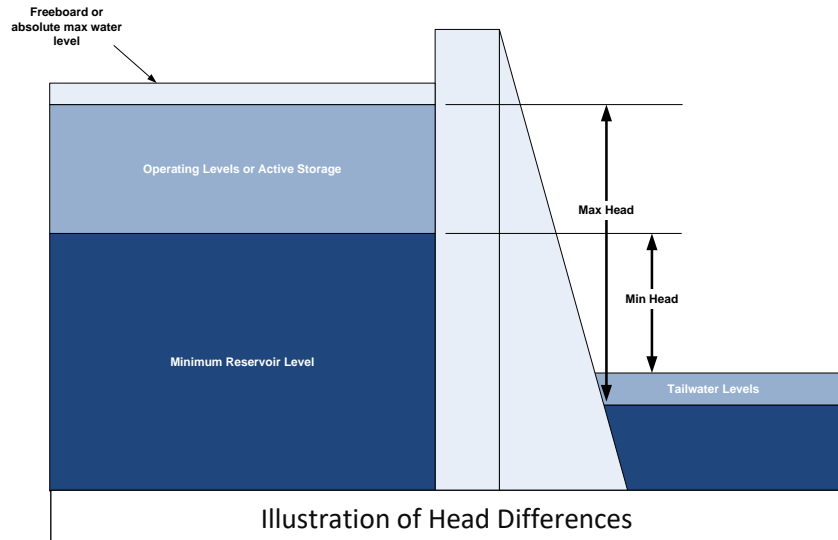 Freeboard or
absolute max water
level
Operating Levels or Active Storage
Max Head
Min Head
Minimum Reservoir Level
Tailwater Levels
Illustration of Head Differences